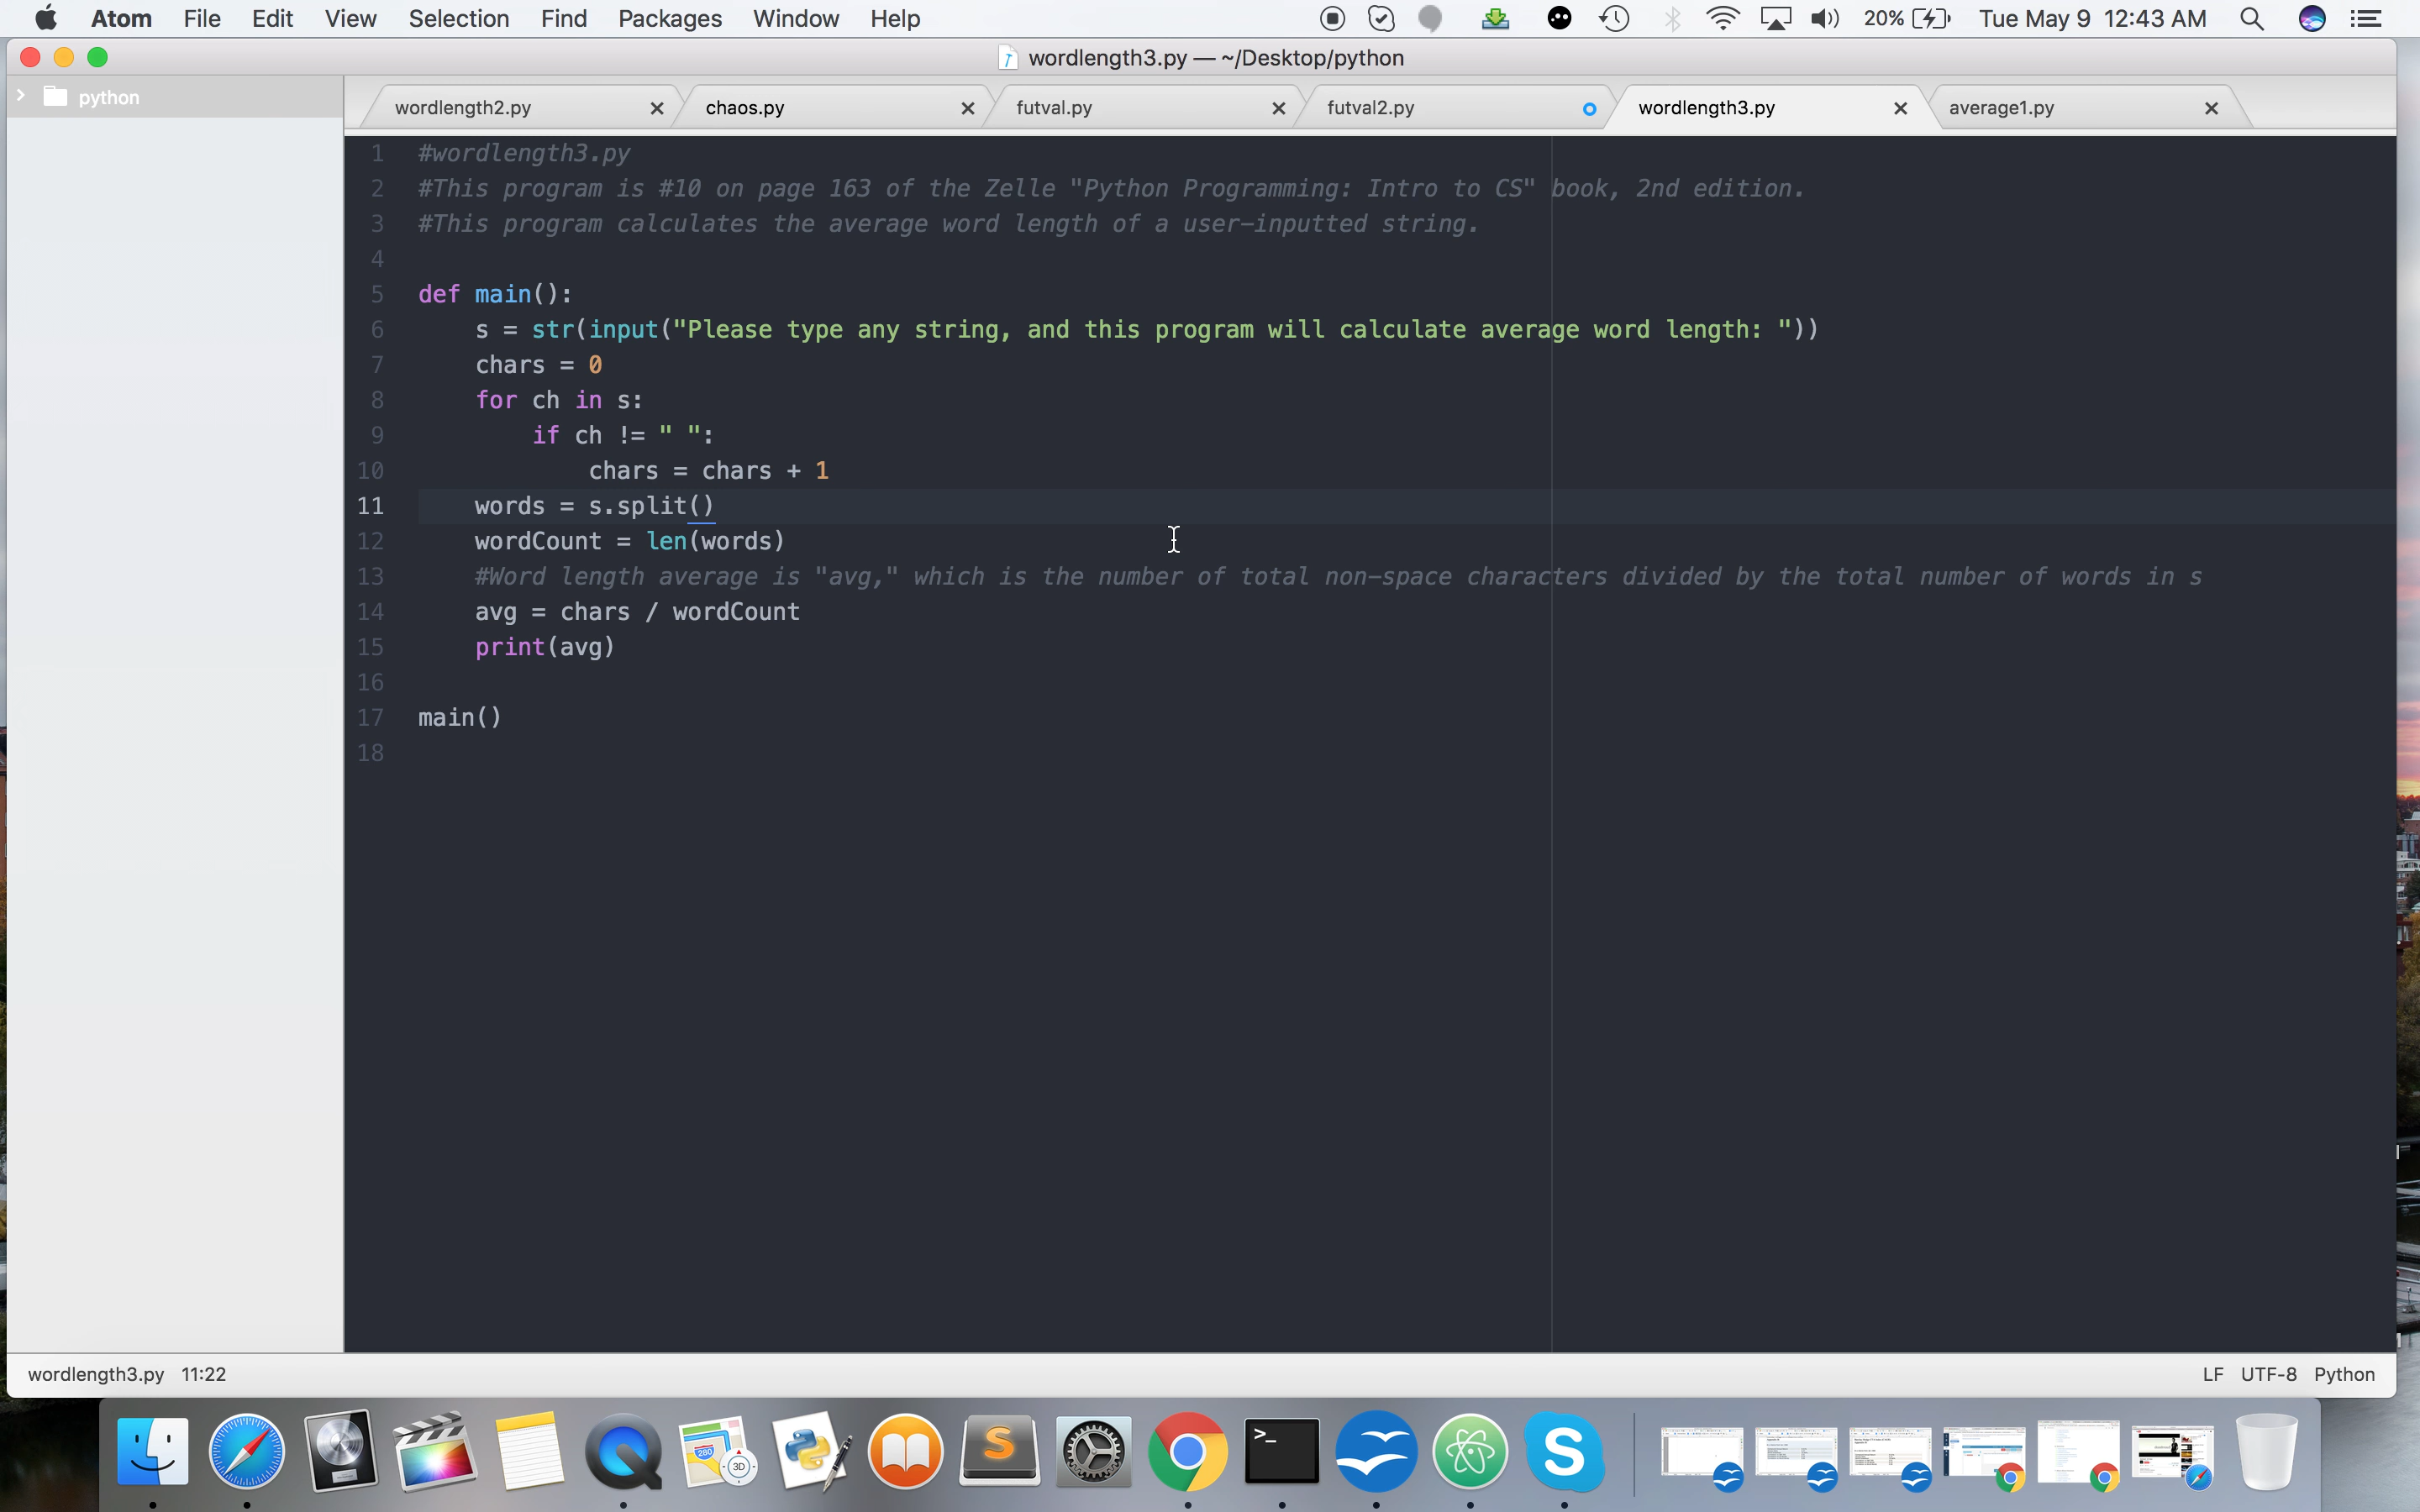 Atom File Edit View Selection Find Packages Window Help 20% Tue May 9 12:43 AM
wordlength3.py — ~/Desktop/python
python
wordlength2.py chaos.py futval.py futval2.py wordlength3.py average1.py
1 #wordlength3.py
2 #This program is #10 on page 163 of the Zelle "Python Programming: Intro to CS" book, 2nd edition.
3 #This program calculates the average word length of a user-inputted string.
4
5 def main():
6 s = str(input("Please type any string, and this program will calculate average word length: "))
7 chars = 0
8 for ch in s:
9 if ch != " ":
10 chars = chars + 1
11 words = s.split()
12 wordCount = len(words)
13 #Word length average is "avg," which is the number of total non-space characters divided by the total number of words in s
14 avg = chars / wordCount
15 print(avg)
16
17 main()
18
wordlength3.py 11:22 LF UTF-8 Python
280 3D S >_ S